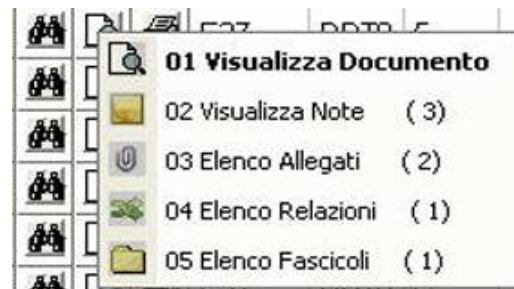 01 Visualizza Documento
02 Visualizza Note ( 3)
03 Elenco Allegati ( 2)
04 Elenco Relazioni ( 1)
05 Elenco Fascicoli ( 1)